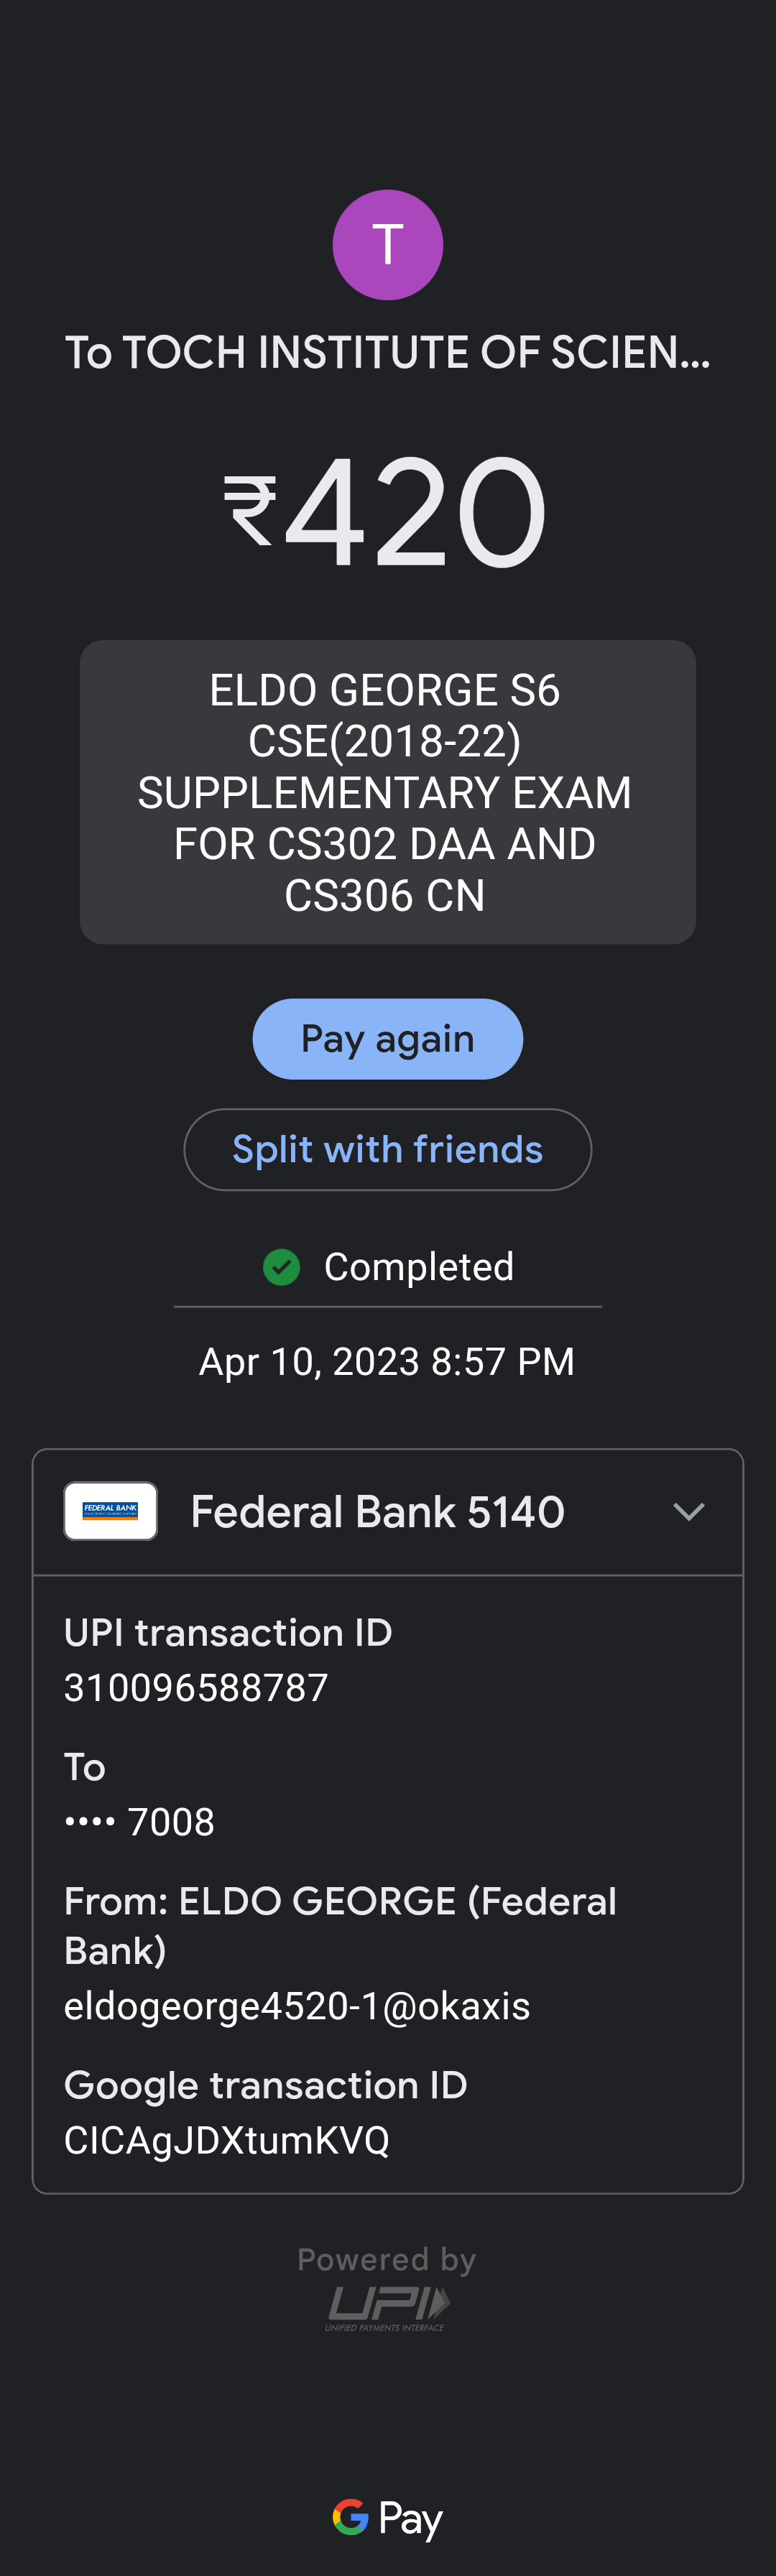 T
To TOCH INSTITUTE OF SCIEN...
₹420
ELDO GEORGE S6
CSE(2018-22)
SUPPLEMENTARY EXAM
FOR CS302 DAA AND
CS306 CN
Pay again
Split with friends
Completed
Apr 10, 2023 8:57 PM
FEDERAL BANK
Federal Bank 5140
UPI transaction ID
310096588787
To
•••• 7008
From: ELDO GEORGE (Federal
Bank)
eldogeorge4520-1@okaxis
Google transaction ID
CICAgJDXtumKVQ
Powered by
UPI
UNIFIED PAYMENTS INTERFACE
G Pay